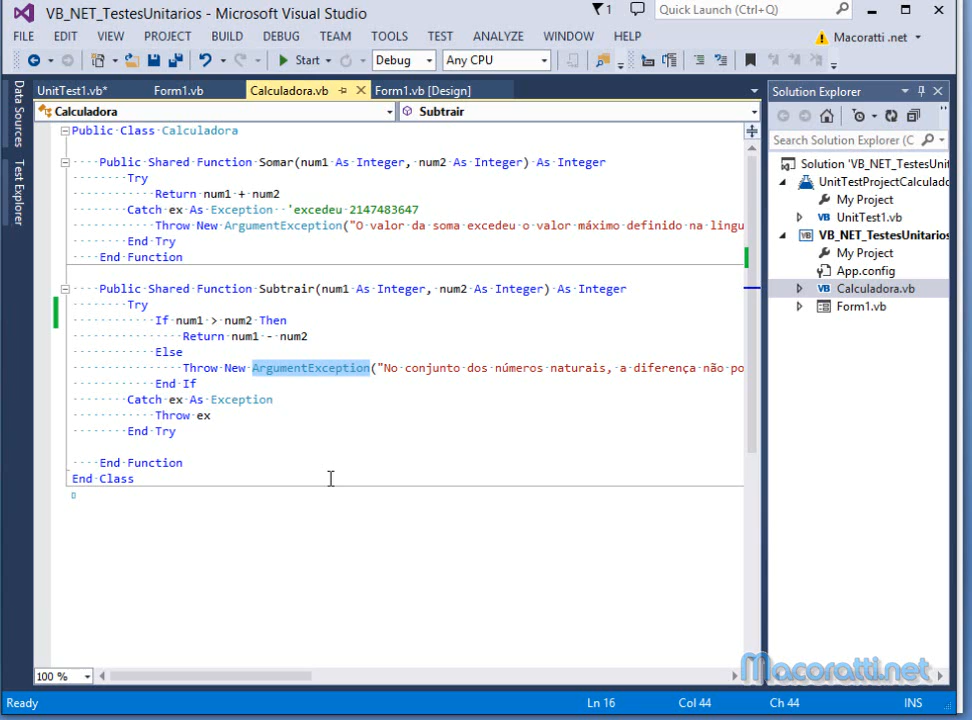 VB_NET_TestesUnitarios - Microsoft Visual Studio
1
Quick Launch (Ctrl+Q)
FILE EDIT VIEW PROJECT BUILD DEBUG TEAM TOOLS TEST ANALYZE WINDOW HELP
Macoratti .net
Start Debug Any CPU
Data Sources
Test Explorer
UnitTest1.vb* Form1.vb Calculadora.vb Form1.vb [Design]
Calculadora Subtrair
Public Class Calculadora
Public Shared Function Somar(num1 As Integer, num2 As Integer) As Integer
Try
Return num1 + num2
Catch ex As Exception 'excedeu 2147483647
Throw New ArgumentException("O valor da soma excedeu o valor máximo definido na lingu
End Try
End Function
Public Shared Function Subtrair(num1 As Integer, num2 As Integer) As Integer
Try
If num1 > num2 Then
Return num1 - num2
Else
Throw New ArgumentException("No conjunto dos números naturais, a diferença não po
End If
Catch ex As Exception
Throw ex
End Try
End Function
End Class
Solution Explorer
Search Solution Explorer (C
Solution 'VB_NET_TestesUnit
UnitTestProjectCalculado
My Project
UnitTest1.vb
VB_NET_TestesUnitarios
My Project
App.config
Calculadora.vb
Form1.vb
100 %
Macoratti.net
Ready Ln 16 Col 44 Ch 44 INS